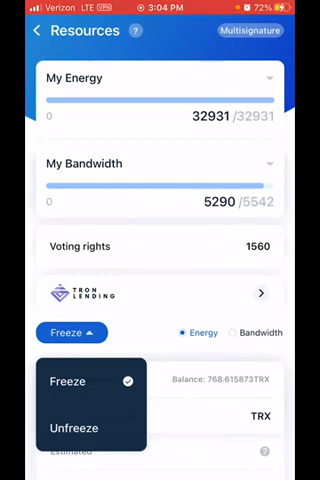 Verizon LTE VPN 3:04 PM 72%
Resources ? Multisignature
My Energy
0 32931 /32931
My Bandwidth
0 5290 /5542
Voting rights 1560
TRON
LENDING
Freeze Energy Bandwidth
Freeze Balance: 768.615873TRX
TRX
Unfreeze
Estimated ?